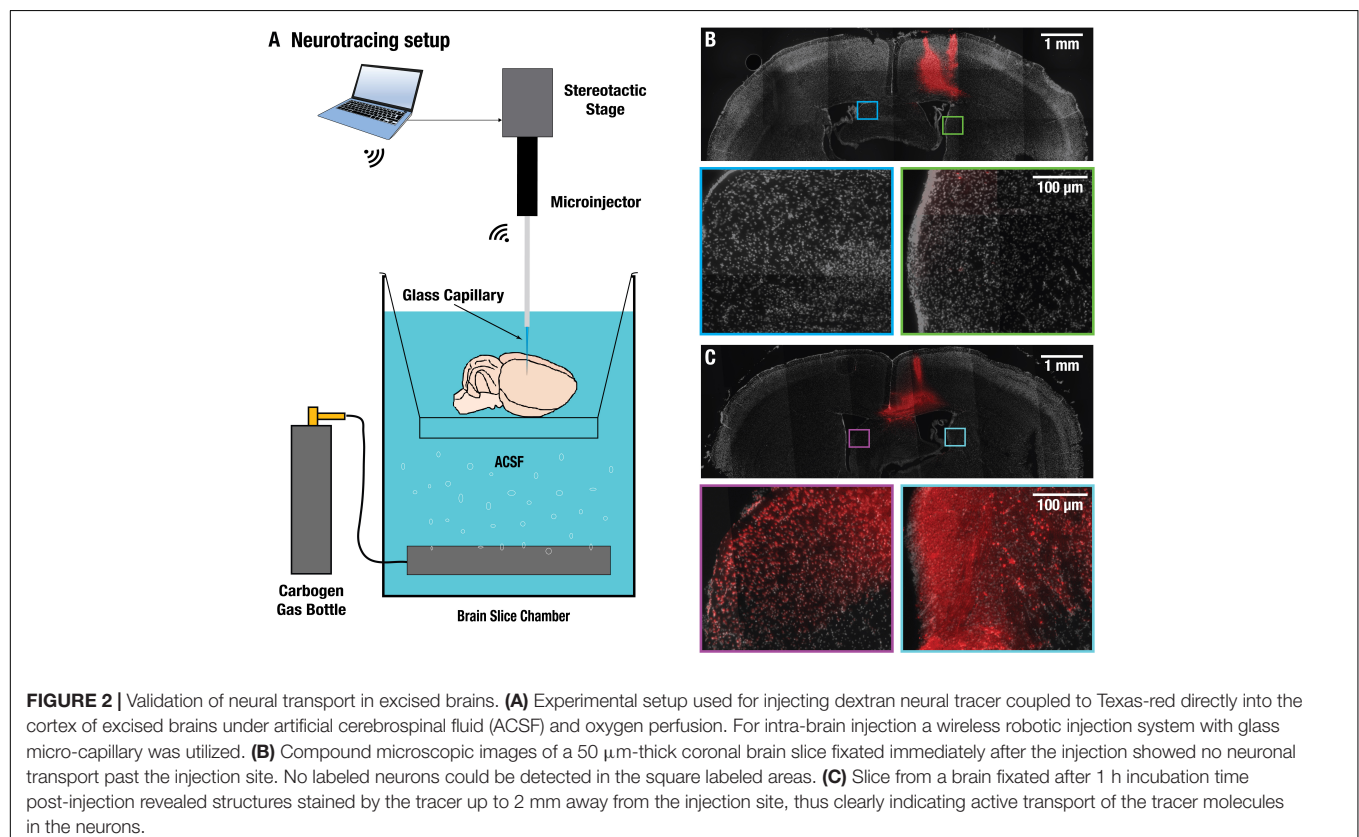 A Neurotracing setup
Stereotactic
Stage
Microinjector
Glass Capillary
ACSF
Carbogen
Gas Bottle
Brain Slice Chamber
B
1 mm
100 μm
C
1 mm
100 μm
FIGURE 2 | Validation of neural transport in excised brains. (A) Experimental setup used for injecting dextran neural tracer coupled to Texas-red directly into the
cortex of excised brains under artificial cerebrospinal fluid (ACSF) and oxygen perfusion. For intra-brain injection a wireless robotic injection system with glass
micro-capillary was utilized. (B) Compound microscopic images of a 50 μm-thick coronal brain slice fixated immediately after the injection showed no neuronal
transport past the injection site. No labeled neurons could be detected in the square labeled areas. (C) Slice from a brain fixated after 1 h incubation time
post-injection revealed structures stained by the tracer up to 2 mm away from the injection site, thus clearly indicating active transport of the tracer molecules
in the neurons.